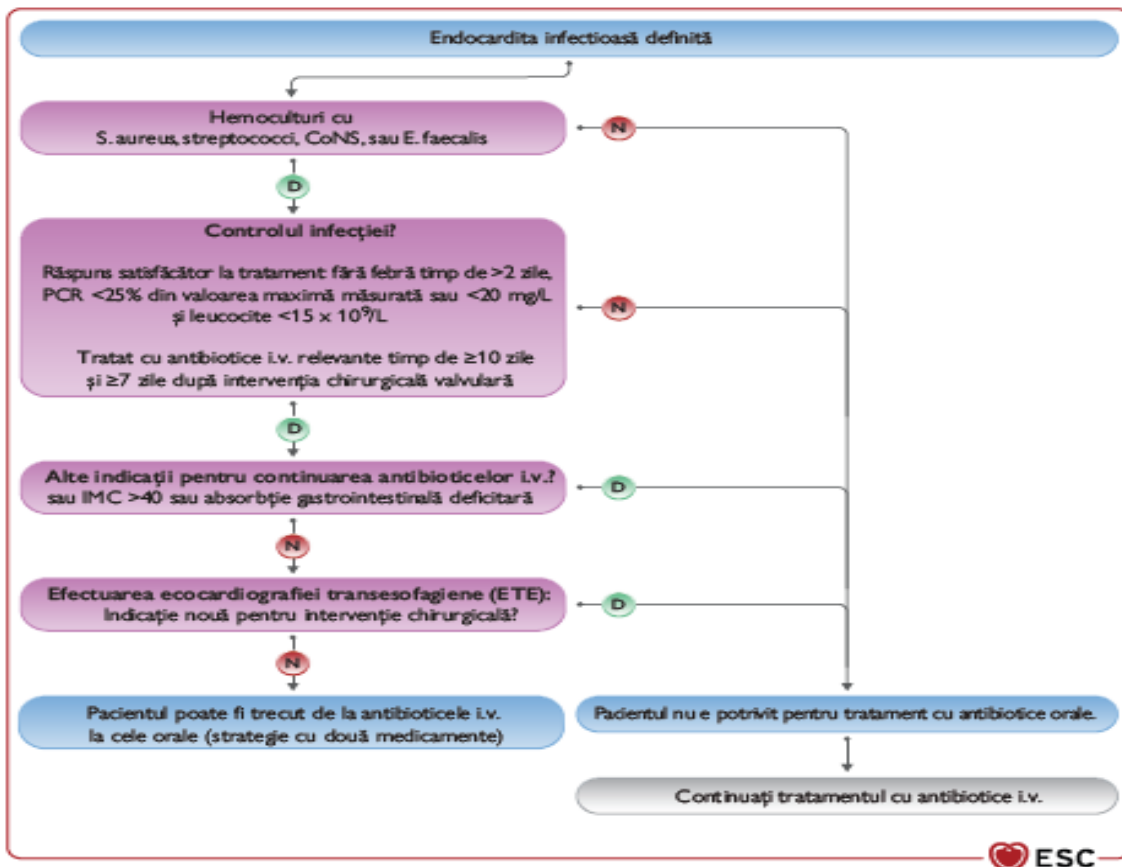 Endocardita infectioasă definită
Hemoculturi cu
S. aureus, streptococi, CoNS, sau E. faecalis
N
D
Controlul infecției?
Răspuns satisfăcător la tratament fără febră timp de >2 zile,
PCR <25% din valoarea maximă măsurată sau <20 mg/L
și leucocite <15 x 10⁹/L
N
Tratat cu antibiotice i.v. relevante timp de ≥10 zile
și ≥7 zile după intervenția chirurgicală valvulară
D
Alte indicații pentru continuarea antibioticelor i.v.?
sau IMC >40 sau absorbție gastrointestinală deficitară
D
N
Efectuarea ecocardiografiei transesofagiene (ETE):
Indicație nouă pentru intervenție chirurgicală?
D
N
Pacientul poate fi trecut de la antibioticele i.v.
la cele orale (strategie cu două medicamente)
Pacientul nu e potrivit pentru tratament cu antibiotice orale.
Continuați tratamentul cu antibiotice i.v.
ESC